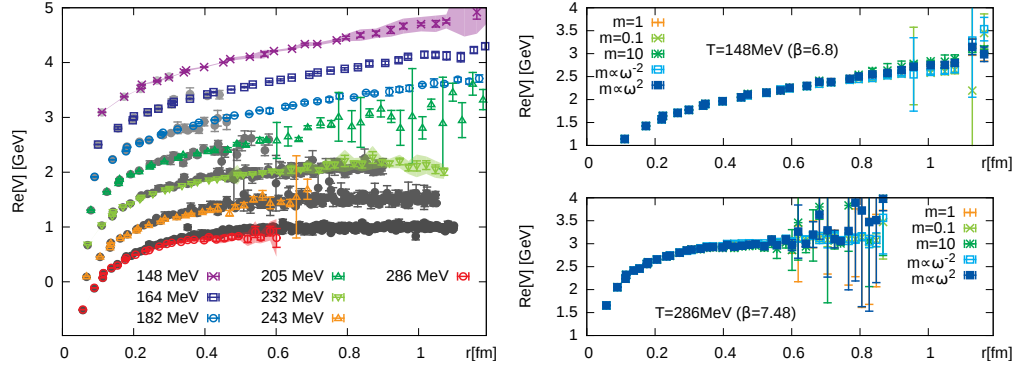 Re[V] [GeV]
5
4
3
2
1
0
148 MeV
164 MeV
182 MeV
205 MeV
232 MeV
243 MeV
286 MeV
0
0.2
0.4
0.6
0.8
1
r[fm]
Re[V] [GeV]
4
3.5
3
2.5
2
1.5
1
m=1
m=0.1
m=10
m∝ω⁻²
m∝ω²
T=148MeV (β=6.8)
0
0.2
0.4
0.6
0.8
1
r[fm]
Re[V] [GeV]
4
3.5
3
2.5
2
1.5
1
m=1
m=0.1
m=10
m∝ω⁻²
m∝ω²
T=286MeV (β=7.48)
0
0.2
0.4
0.6
0.8
1
r[fm]